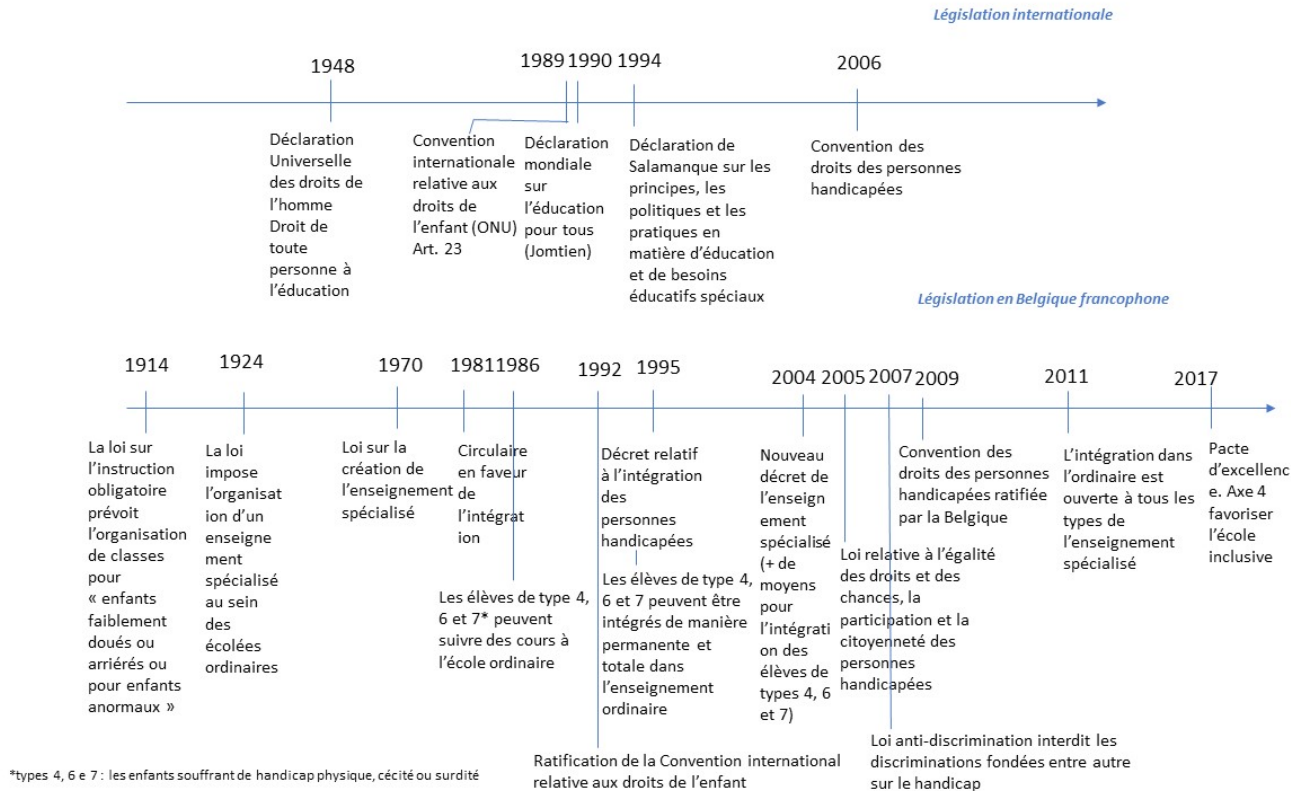 Législation internationale
1948
1989
1990
1994
2006
Déclaration
Universelle
des droits de
l'homme
Droit de
toute
personne à
l'éducation
Convention
internationale
relative aux
droits de
l'enfant (ONU)
Art. 23
Déclaration
mondiale
sur
l'éducation
pour tous
(Jomtien)
Déclaration de
Salamanque sur les
principes, les
politiques et les
pratiques en
matière d'éducation
et de besoins
éducatifs spéciaux
Convention des
droits des personnes
handicapées
Législation en Belgique francophone
1914
1924
1970
1981
1986
1992
1995
2004
2005
2007
2009
2011
2017
La loi sur
l'instruction
obligatoire
prévoit
l'organisation
de classes
pour
« enfants
faiblement
doués ou
arriérés ou
pour enfants
anormaux »
La loi
impose
l'organisat
ion d'un
enseigne
ment
spécialisé
au sein
des
écolées
ordinaires
Loi sur la
création de
l'enseignement
spécialisé
Circulaire
en faveur
de
l'intégrat
ion
Les élèves de type 4,
6 et 7* peuvent
suivre des cours à
l'école ordinaire
Ratification de la Convention international
relative aux droits de l'enfant
Décret relatif
à l'intégration
des
personnes
handicapées
Les élèves de type 4,
6 et 7 peuvent être
intégrés de manière
permanente et
totale dans
l'enseignement
ordinaire
Nouveau
décret de
l'enseign
ement
spécialisé
(+ de
moyens
pour
l'intégrati
on des
élèves de
types 4, 6
et 7)
Loi relative à l'égalité
des droits et des
chances, la
participation et la
citoyenneté des
personnes
handicapées
Loi anti-discrimination interdit les
discriminations fondées entre autre
sur le handicap
Convention des
droits des personnes
handicapées ratifiée
par la Belgique
L'intégration dans
l'ordinaire est
ouverte à tous les
types de
l'enseignement
spécialisé
Pacte
d'excellenc
e. Axe 4
favoriser
l'école
inclusive
*types 4, 6 e 7 : les enfants souffrant de handicap physique, cécité ou surdité